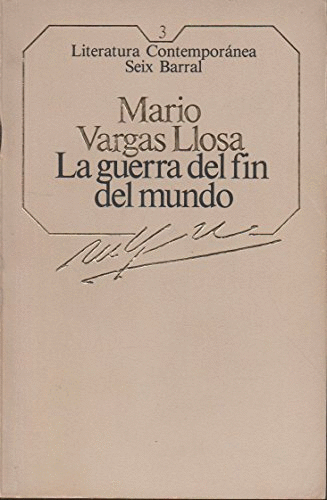 3
Literatura Contemporánea
Seix Barral
Mario
Vargas Llosa
La guerra del fin
del mundo